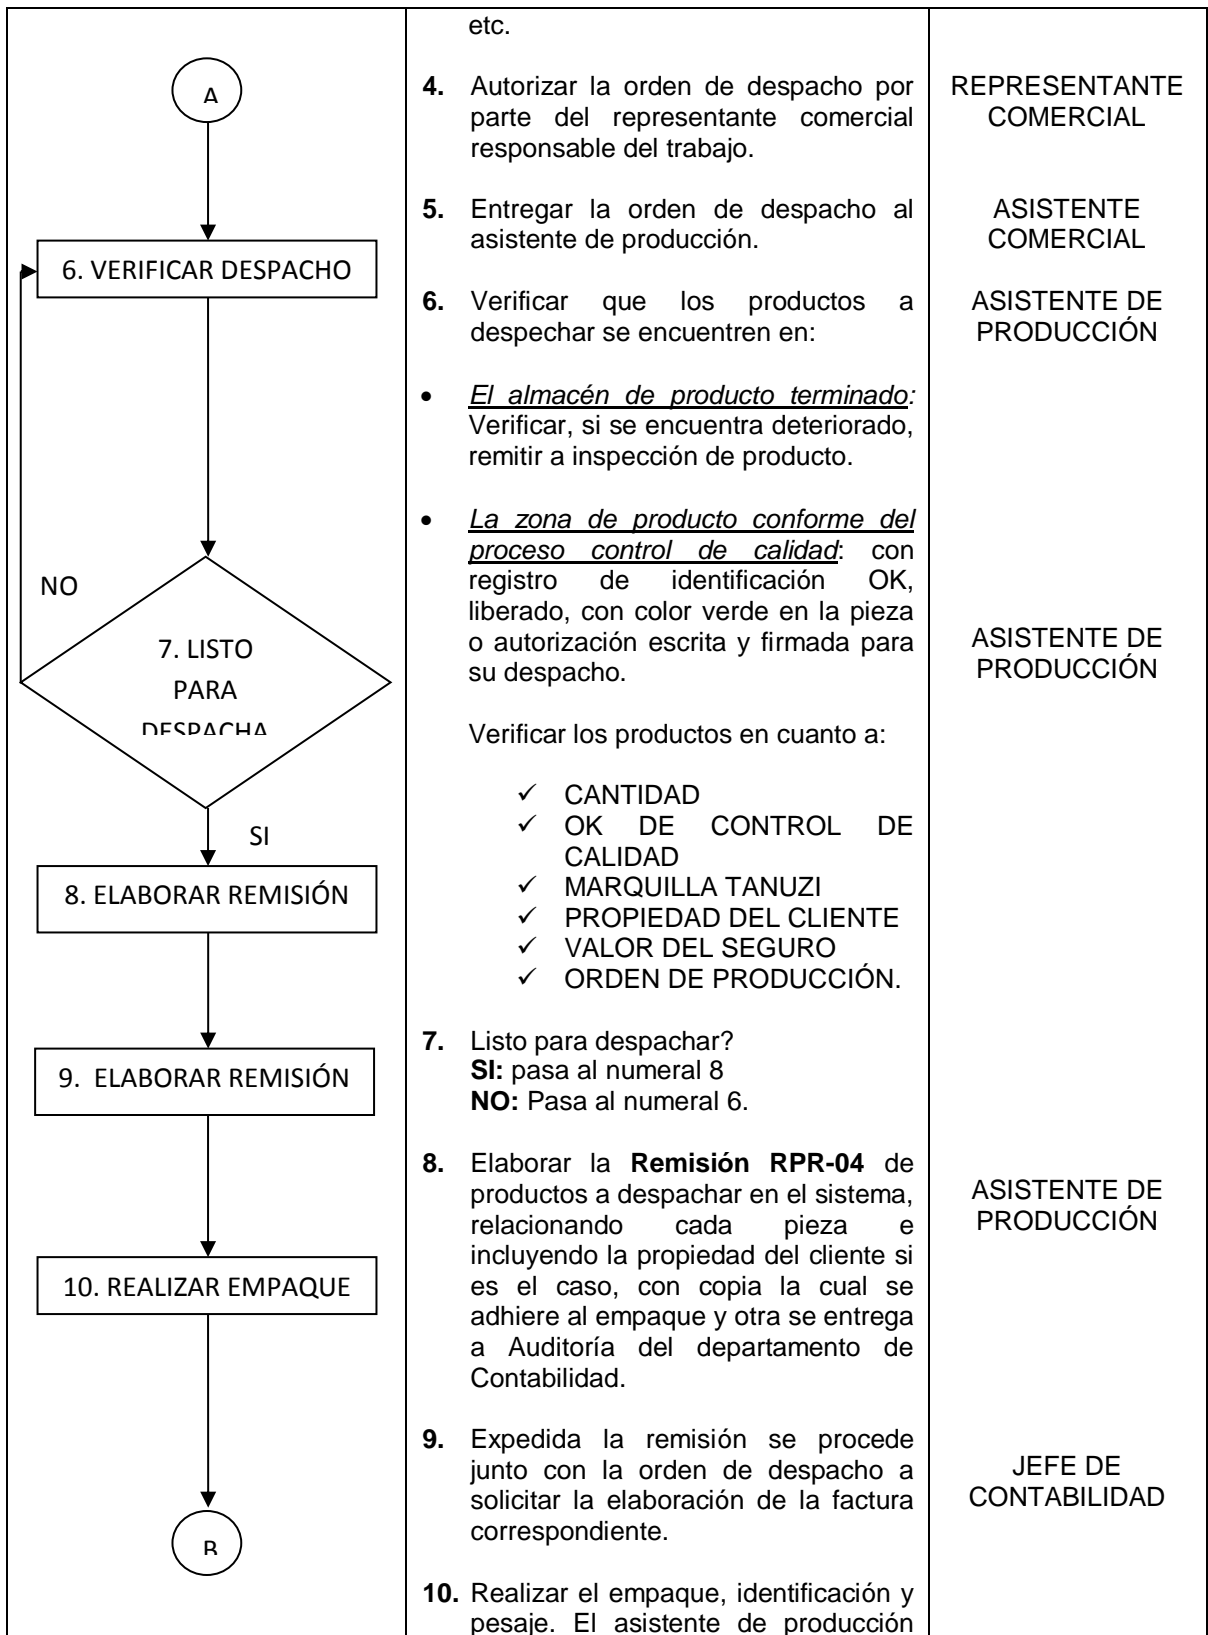 A
6. VERIFICAR DESPACHO
NO
7. LISTO
PARA
DESPACHA
SI
8. ELABORAR REMISIÓN
9. ELABORAR REMISIÓN
10. REALIZAR EMPAQUE
B
etc.
4. Autorizar la orden de despacho por
parte del representante comercial
responsable del trabajo.
5. Entregar la orden de despacho al
asistente de producción.
6. Verificar que los productos a
despechar se encuentren en:
• El almacén de producto terminado:
Verificar, si se encuentra deteriorado,
remitir a inspección de producto.
• La zona de producto conforme del
proceso control de calidad: con
registro de identificación OK,
liberado, con color verde en la pieza
o autorización escrita y firmada para
su despacho.
Verificar los productos en cuanto a:
✓ CANTIDAD
✓ OK DE CONTROL DE
CALIDAD
✓ MARQUILLA TANUZI
✓ PROPIEDAD DEL CLIENTE
✓ VALOR DEL SEGURO
✓ ORDEN DE PRODUCCIÓN.
7. Listo para despachar?
SI: pasa al numeral 8
NO: Pasa al numeral 6.
8. Elaborar la Remisión RPR-04 de
productos a despachar en el sistema,
relacionando cada pieza e
incluyendo la propiedad del cliente si
es el caso, con copia la cual se
adhiere al empaque y otra se entrega
a Auditoría del departamento de
Contabilidad.
9. Expedida la remisión se procede
junto con la orden de despacho a
solicitar la elaboración de la factura
correspondiente.
10. Realizar el empaque, identificación y
pesaje. El asistente de producción
REPRESENTANTE
COMERCIAL
ASISTENTE
COMERCIAL
ASISTENTE DE
PRODUCCIÓN
ASISTENTE DE
PRODUCCIÓN
ASISTENTE DE
PRODUCCIÓN
JEFE DE
CONTABILIDAD